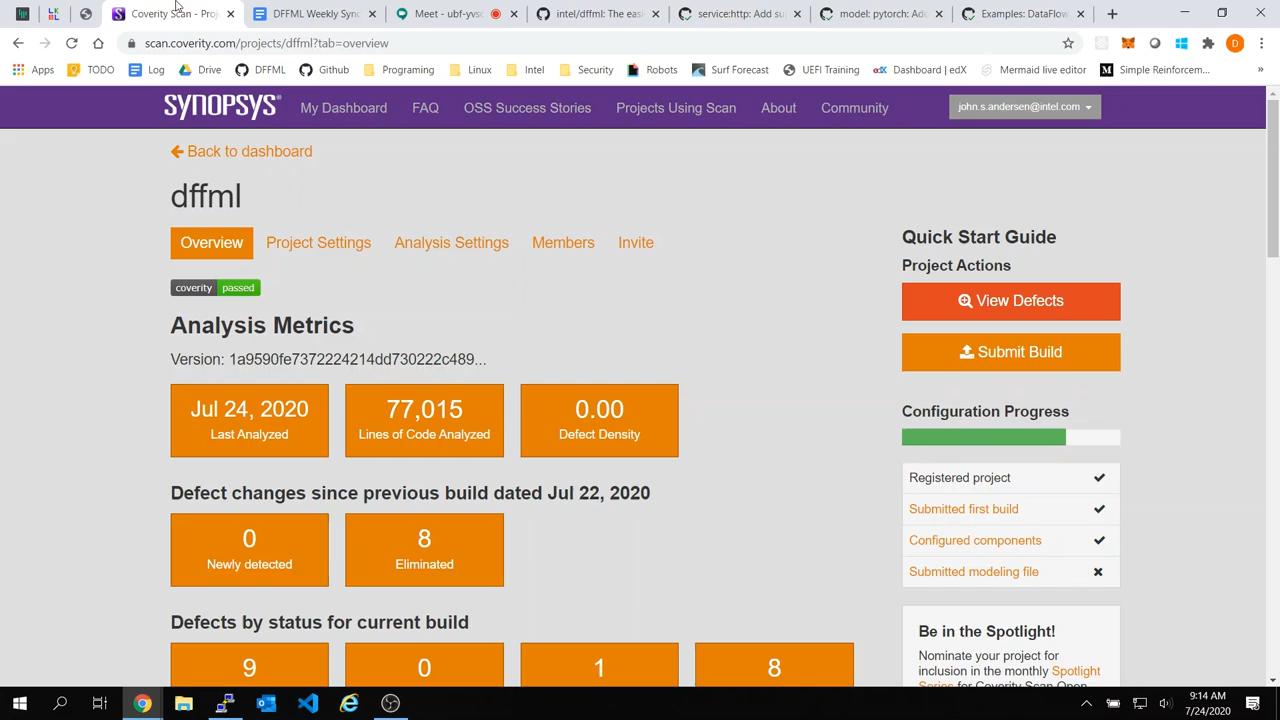 Coverity Scan - Proj
DFFML Weekly Sync
Meet - ubf-yvsc
intel/dffml: The eas
service:http: Add su
model: pytorch: Ad
Examples: DataFlow
scan.coverity.com/projects/dffml?tab=overview
D
Apps
TODO
Log
Drive
DFFML
Github
Programing
Linux
Intel
Security
Robots
Surf Forecast
UEFI Training
edX
Dashboard | edX
Mermaid live editor
M
Simple Reinforcem...
»
SYNOPSYS®
My Dashboard
FAQ
OSS Success Stories
Projects Using Scan
About
Community
john.s.andersen@intel.com
Back to dashboard
dffml
Overview
Project Settings
Analysis Settings
Members
Invite
coverity passed
Analysis Metrics
Version: 1a9590fe7372224214dd730222c489...
Jul 24, 2020
Last Analyzed
77,015
Lines of Code Analyzed
0.00
Defect Density
Defect changes since previous build dated Jul 22, 2020
0
Newly detected
8
Eliminated
Defects by status for current build
9
0
1
8
Quick Start Guide
Project Actions
View Defects
Submit Build
Configuration Progress
Registered project
Submitted first build
Configured components
Submitted modeling file
Be in the Spotlight!
Nominate your project for
inclusion in the monthly Spotlight
9:14 AM
7/24/2020